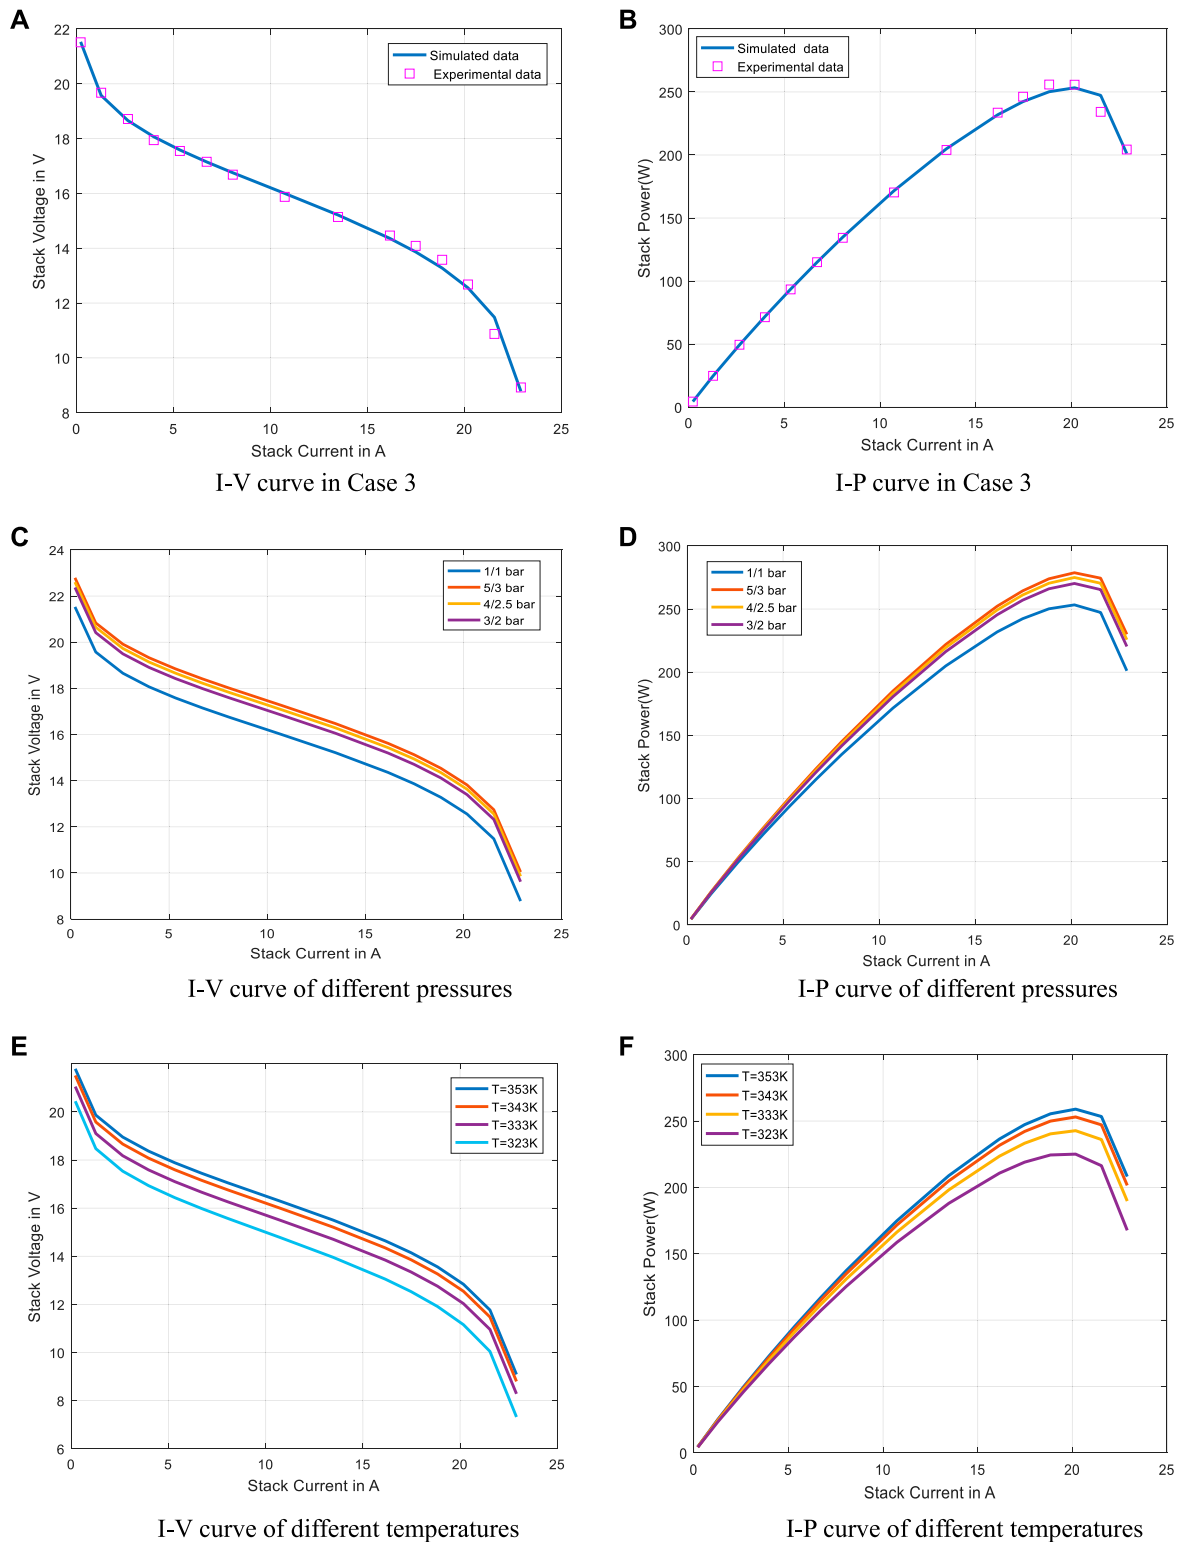 A
22
20
18
16
14
12
10
8
0
5
10
15
20
25
Stack Voltage in V
Stack Current in A
Simulated data
Experimental data
I-V curve in Case 3
B
300
250
200
150
100
50
0
0
5
10
15
20
25
Stack Power(W)
Stack Current in A
Simulated data
Experimental data
I-P curve in Case 3
C
24
22
20
18
16
14
12
10
8
0
5
10
15
20
25
Stack Voltage in V
Stack Current in A
1/1 bar
5/3 bar
4/2.5 bar
3/2 bar
I-V curve of different pressures
D
300
250
200
150
100
50
0
0
5
10
15
20
25
Stack Power(W)
Stack Current in A
1/1 bar
5/3 bar
4/2.5 bar
3/2 bar
I-P curve of different pressures
E
20
18
16
14
12
10
8
6
0
5
10
15
20
25
Stack Voltage in V
Stack Current in A
T=353K
T=343K
T=333K
T=323K
I-V curve of different temperatures
F
300
250
200
150
100
50
0
0
5
10
15
20
25
Stack Power(W)
Stack Current in A
T=353K
T=343K
T=333K
T=323K
I-P curve of different temperatures